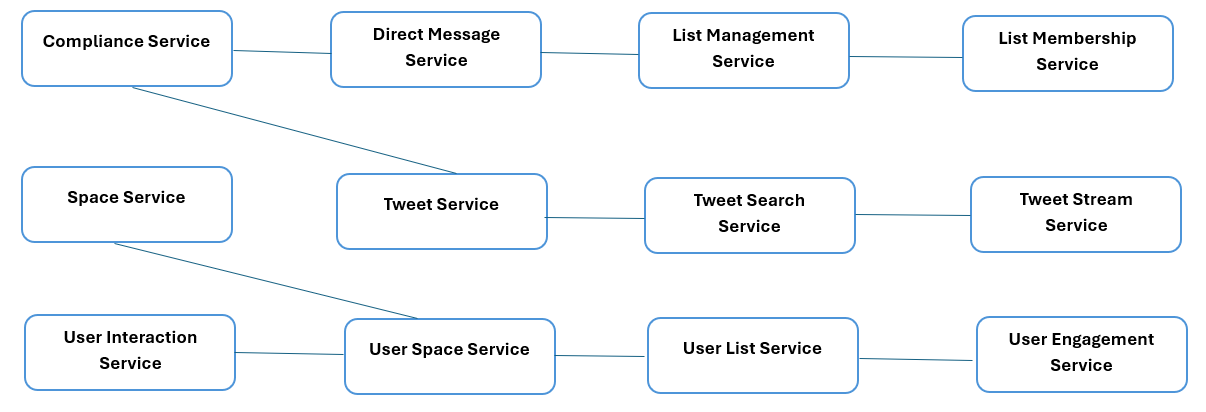 Compliance Service
Direct Message
Service
List Management
Service
List Membership
Service
Space Service
Tweet Service
Tweet Search
Service
Tweet Stream
Service
User Interaction
Service
User Space Service
User List Service
User Engagement
Service